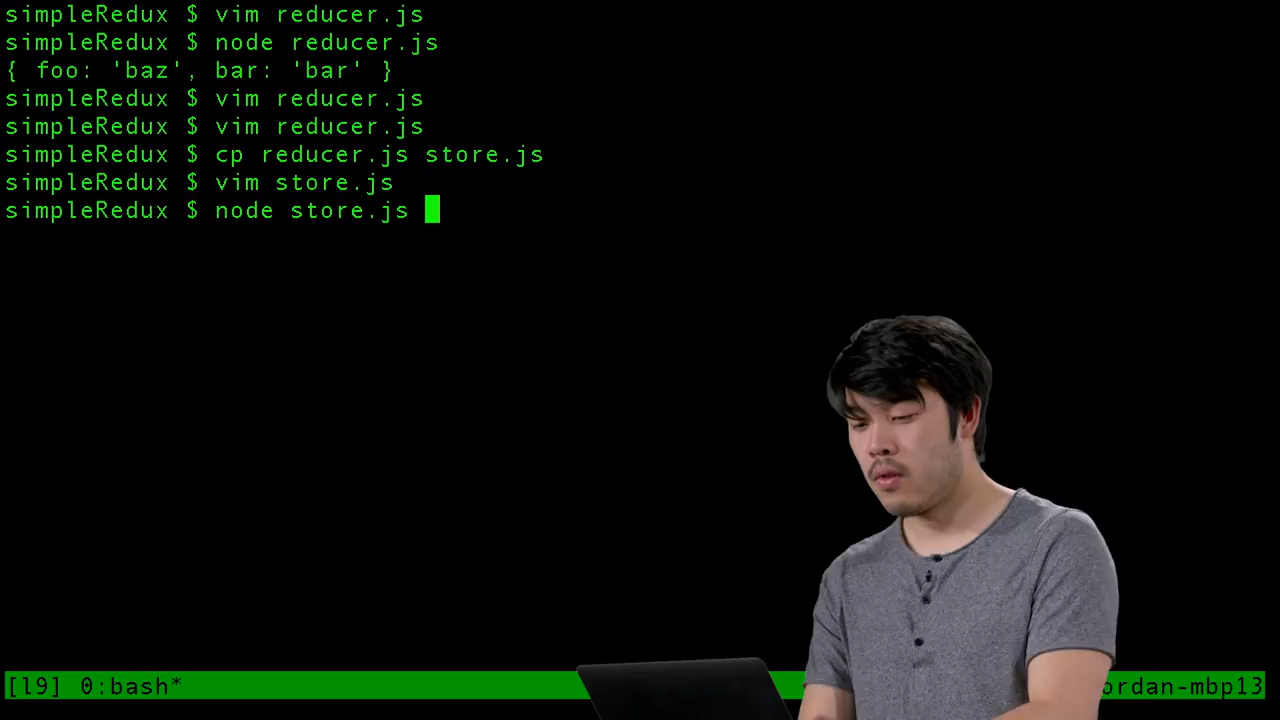 simpleRedux $ vim reducer.js
simpleRedux $ node reducer.js
{ foo: 'baz', bar: 'bar' }
simpleRedux $ vim reducer.js
simpleRedux $ vim reducer.js
simpleRedux $ cp reducer.js store.js
simpleRedux $ vim store.js
simpleRedux $ node store.js
[l9] 0:bash* ordan-mbp13